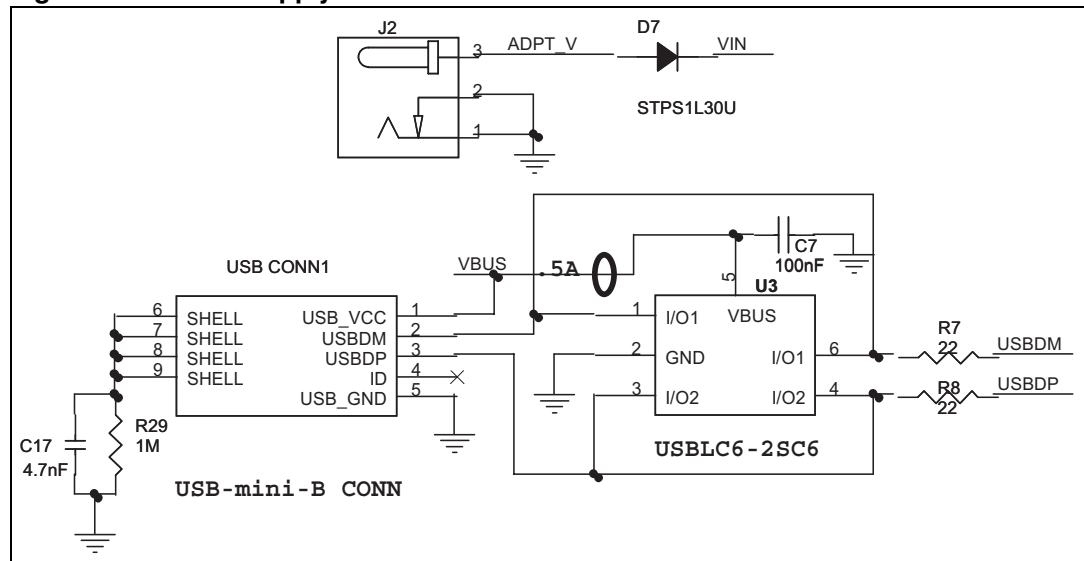 J2
D7
3 ADPT_V
VIN
2
STPS1L30U
1
USB CONN1
VBUS
.5A
C7
100nF
5
U3
6 SHELL
USB_VCC 1
1 I/O1
VBUS
7 SHELL
USBDM 2
R7
22
USBDM
8 SHELL
USBDP 3
2 GND
I/O1 6
9 SHELL
ID 4
USB_GND 5
3 I/O2
I/O2 4
R8
22
USBDP
C17
4.7nF
R29
1M
USBLC6-2SC6
USB-mini-B CONN